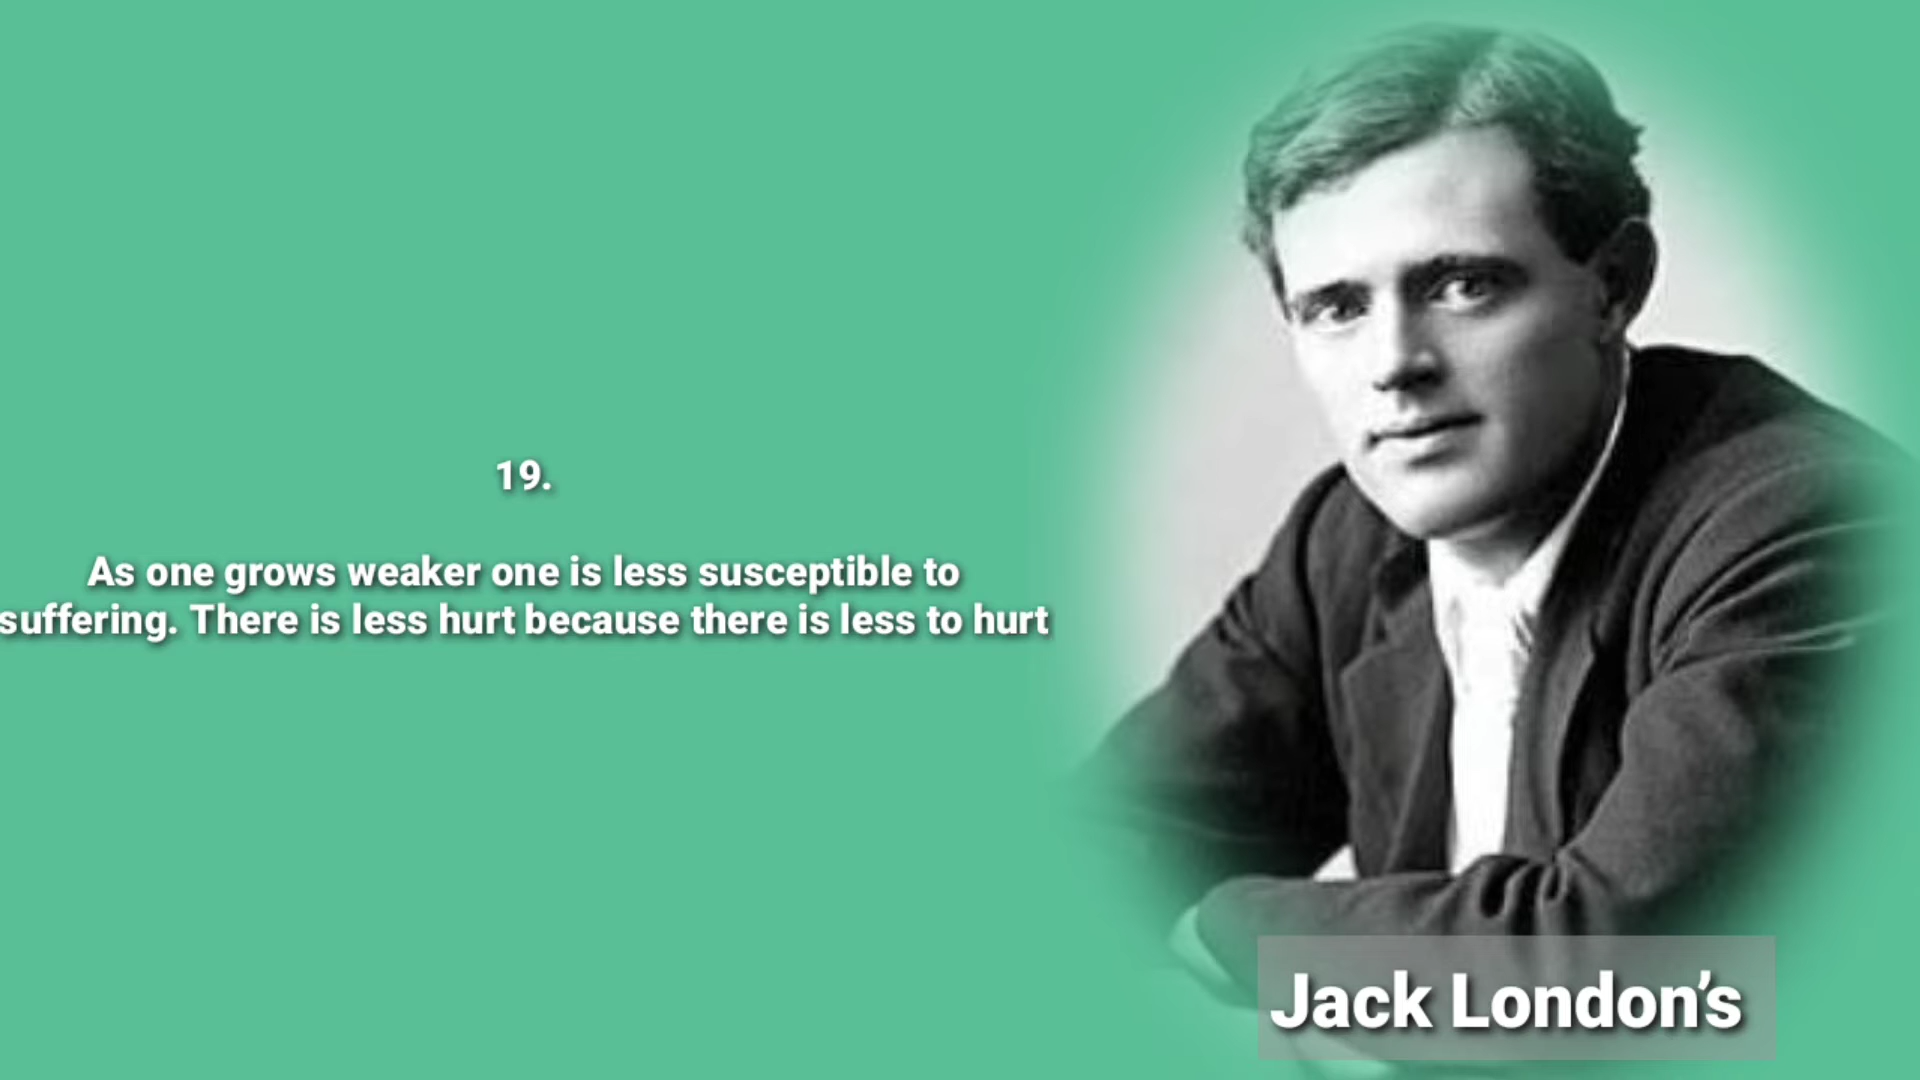 19.
As one grows weaker one is less susceptible to
suffering. There is less hurt because there is less to hurt
Jack London’s